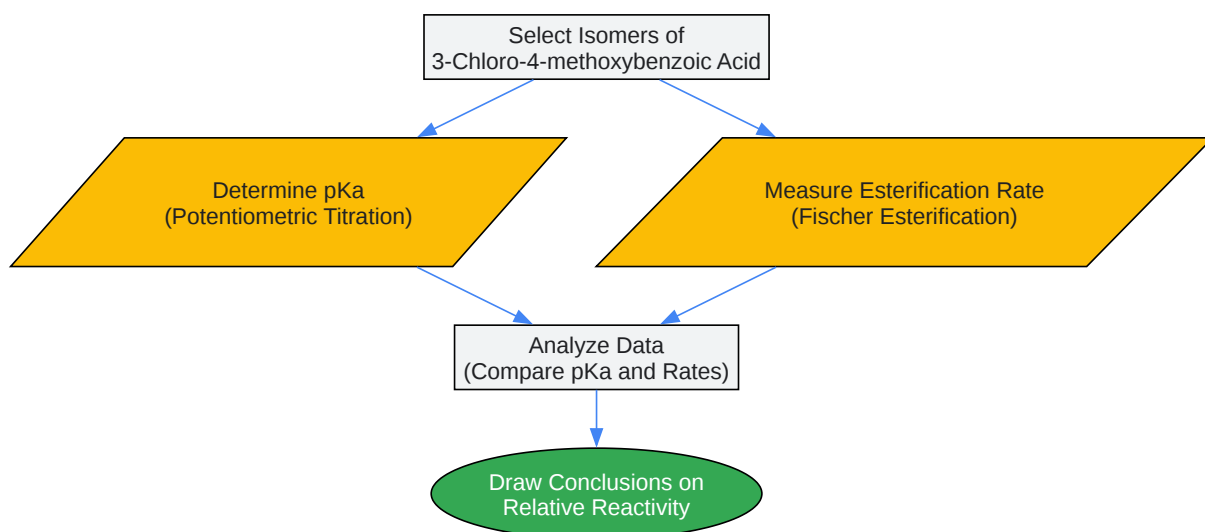 Select Isomers of
3-Chloro-4-methoxybenzoic Acid
Determine pKa
(Potentiometric Titration)
Measure Esterification Rate
(Fischer Esterification)
Analyze Data
(Compare pKa and Rates)
Draw Conclusions on
Relative Reactivity